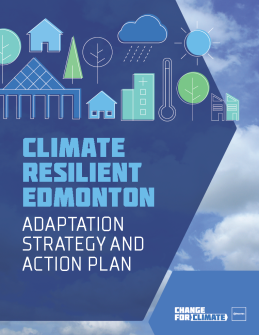 CLIMATE
RESILIENT
EDMONTON
ADAPTATION
STRATEGY AND
ACTION PLAN
CHANGE
FOR CLIMATE